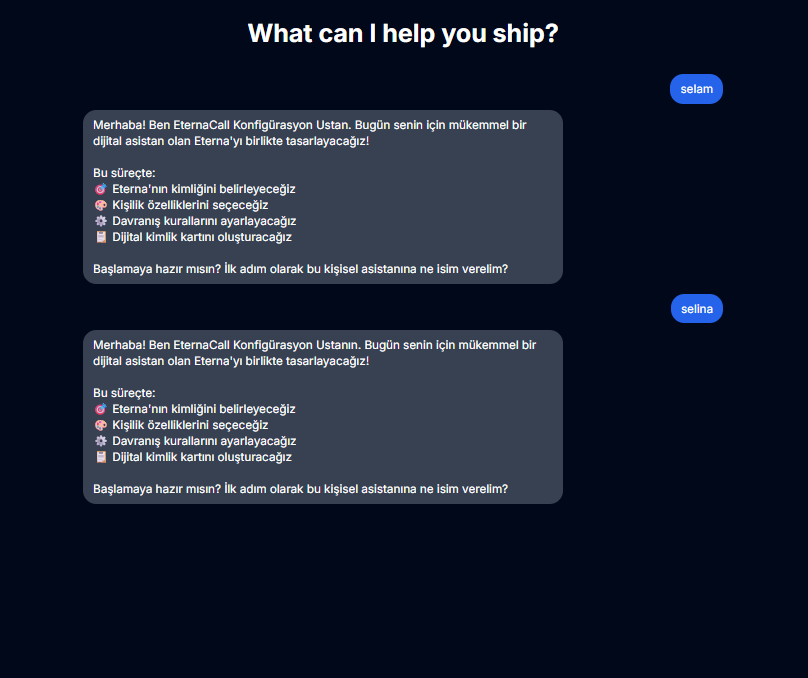 What can I help you ship?
selam
Merhaba! Ben EternaCall Konfigürasyon Ustan. Bugün senin için mükemmel bir
dijital asistan olan Eterna'yı birlikte tasarlayacağız!
Bu süreçte:
🎯 Eterna'nın kimliğini belirleyeceğiz
🎨 Kişilik özelliklerini seçeceğiz
⚙️ Davranış kurallarını ayarlayacağız
📋 Dijital kimlik kartını oluşturacağız
Başlamaya hazır mısın? İlk adım olarak bu kişisel asistanına ne isim verelim?
selina
Merhaba! Ben EternaCall Konfigürasyon Ustanın. Bugün senin için mükemmel bir
dijital asistan olan Eterna'yı birlikte tasarlayacağız!
Bu süreçte:
🎯 Eterna'nın kimliğini belirleyeceğiz
🎨 Kişilik özelliklerini seçeceğiz
⚙️ Davranış kurallarını ayarlayacağız
📋 Dijital kimlik kartını oluşturacağız
Başlamaya hazır mısın? İlk adım olarak bu kişisel asistanına ne isim verelim?